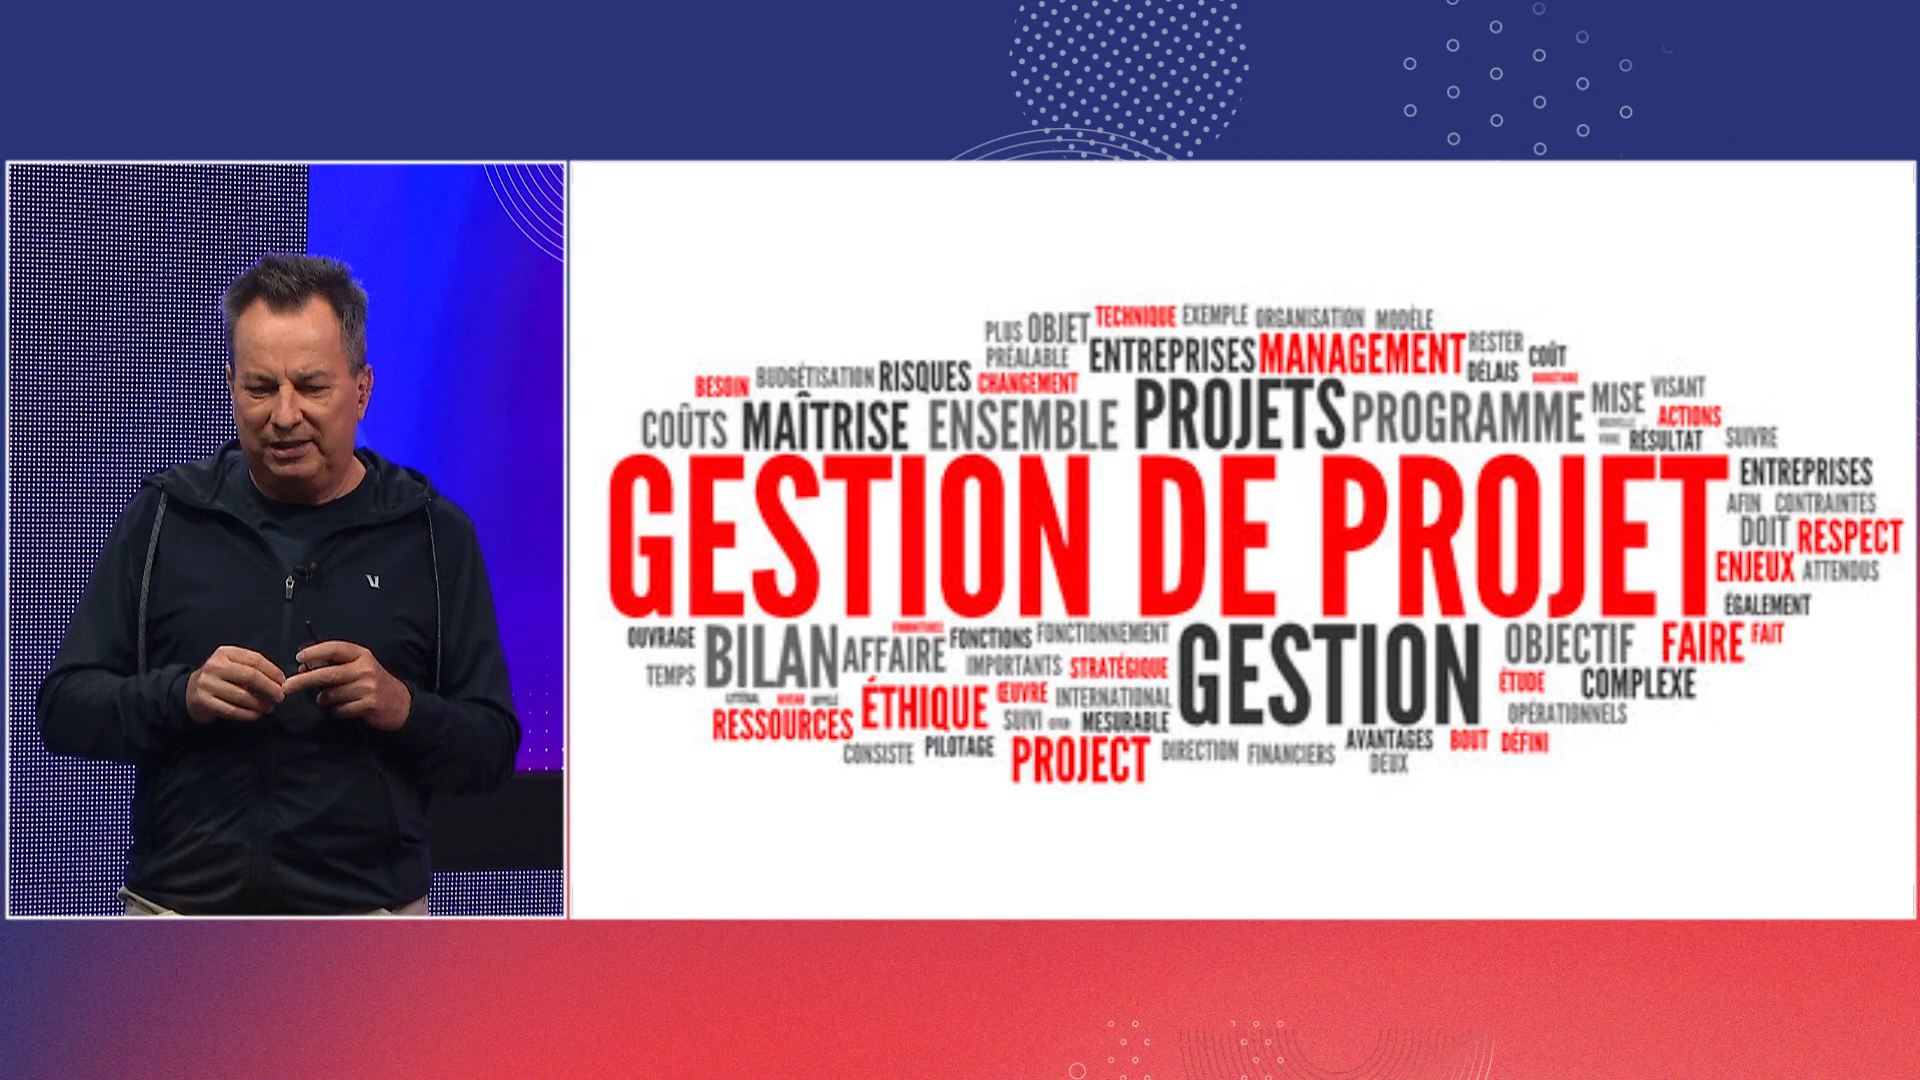 PLUS OBJET TECHNIQUE EXEMPLE ORGANISATION MODÈLE
PRÉALABLE ENTREPRISES MANAGEMENT RESTER
DÉLAIS COÛT
BESOIN BUDGÉTISATION RISQUES CHANGEMENT
COÛTS MAÎTRISE ENSEMBLE PROJETS PROGRAMME MISE VISANT
ACTIONS
RÉSULTAT SUIVRE
GESTION DE PROJET
ENTREPRISES
AFIN CONTRAINTES
DOIT RESPECT
ENJEUX ATTENDUS
ÉGALEMENT
OUVRAGE BILAN AFFAIRE FONCTIONS FONCTIONNEMENT GESTION OBJECTIF FAIRE FAIT
TEMPS IMPORTANTS STRATÉGIQUE
ÉTUDE COMPLEXE
RESSOURCES ÉTHIQUE ŒUVRE INTERNATIONAL
SUIVI MESURABLE OPÉRATIONNELS
CONSISTE PILOTAGE PROJECT DIRECTION FINANCIERS AVANTAGES BOUT DÉFINI
DEUX